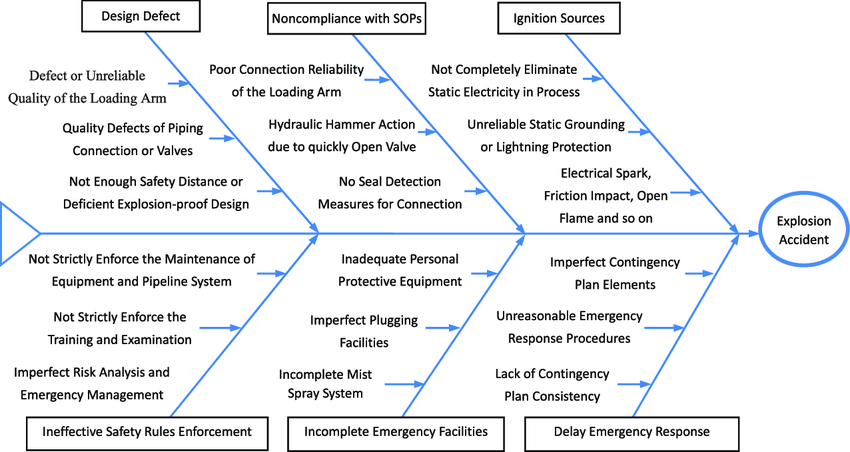 Design Defect
Noncompliance with SOPs
Ignition Sources
Defect or Unreliable
Quality of the Loading Arm
Poor Connection Reliability
of the Loading Arm
Not Completely Eliminate
Static Electricity in Process
Quality Defects of Piping
Connection or Valves
Hydraulic Hammer Action
due to quickly Open Valve
Unreliable Static Grounding
or Lightning Protection
Not Enough Safety Distance or
Deficient Explosion-proof Design
No Seal Detection
Measures for Connection
Electrical Spark,
Friction Impact, Open
Flame and so on
Explosion
Accident
Not Strictly Enforce the Maintenance of
Equipment and Pipeline System
Inadequate Personal
Protective Equipment
Imperfect Contingency
Plan Elements
Not Strictly Enforce the
Training and Examination
Imperfect Plugging
Facilities
Unreasonable Emergency
Response Procedures
Imperfect Risk Analysis and
Emergency Management
Incomplete Mist
Spray System
Lack of Contingency
Plan Consistency
Ineffective Safety Rules Enforcement
Incomplete Emergency Facilities
Delay Emergency Response